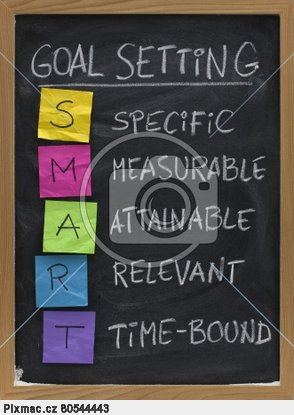 GOAL SETTING
S SPECIFIC
M MEASURABLE
A ATTAINABLE
R RELEVANT
T TIME-BOUND
Pixmac.cz 80544443